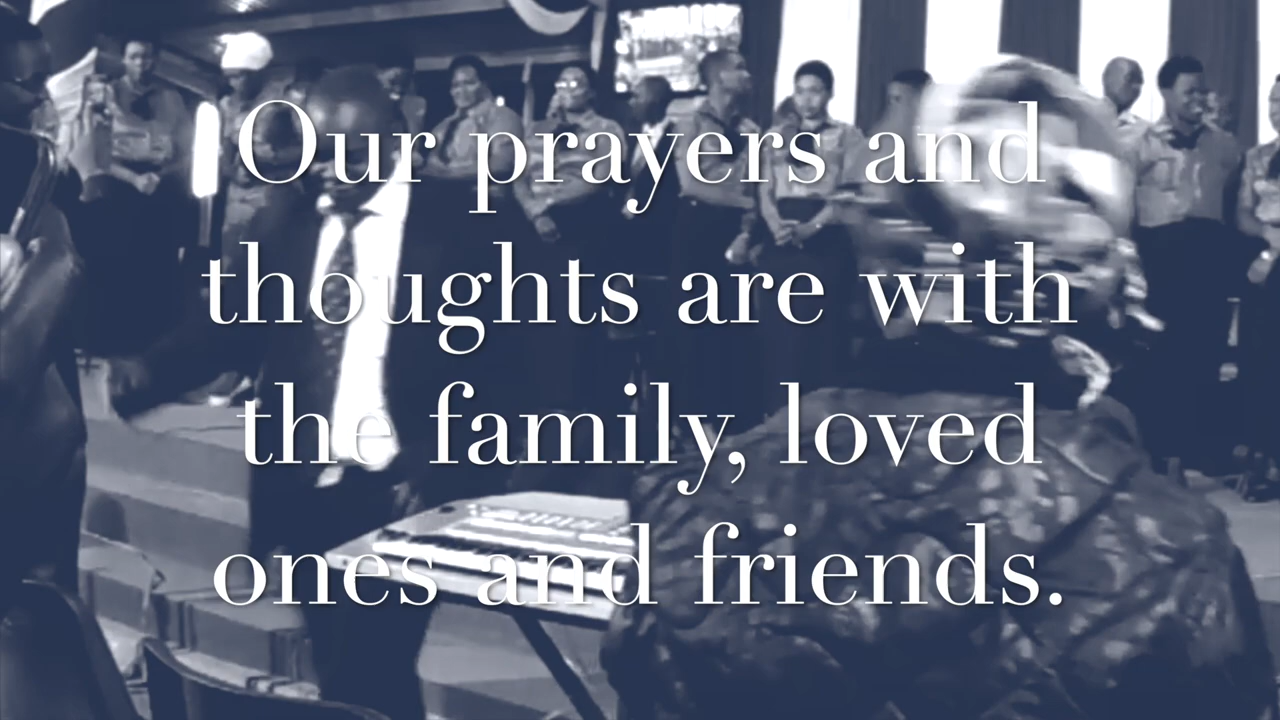 Our prayers and
thoughts are with
the family, loved
ones and friends.